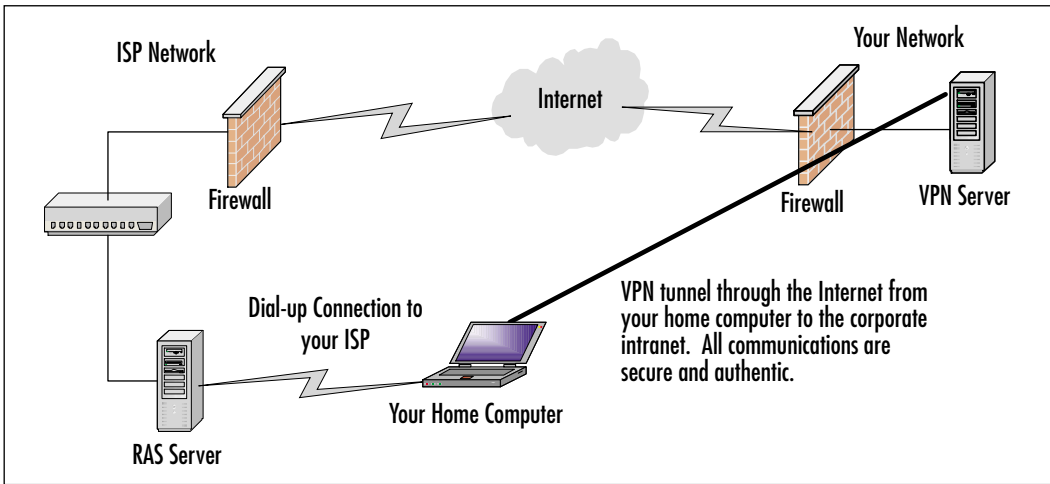 ISP Network
Your Network
Internet
Firewall
Firewall
VPN Server
Dial-up Connection to
your ISP
VPN tunnel through the Internet from
your home computer to the corporate
intranet. All communications are
secure and authentic.
Your Home Computer
RAS Server